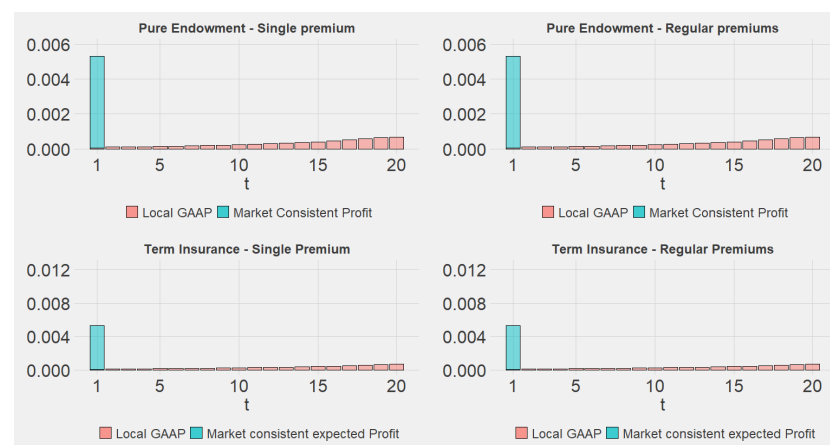 Pure Endowment - Single premium
0.006
0.004
0.002
0.000
1 5 10 15 20
t
Local GAAP Market Consistent Profit
Pure Endowment - Regular premiums
0.006
0.004
0.002
0.000
1 5 10 15 20
t
Local GAAP Market Consistent Profit
Term Insurance - Single Premium
0.012
0.008
0.004
0.000
1 5 10 15 20
t
Local GAAP Market consistent expected Profit
Term Insurance - Regular Premiums
0.012
0.008
0.004
0.000
1 5 10 15 20
t
Local GAAP Market consistent expected Profit